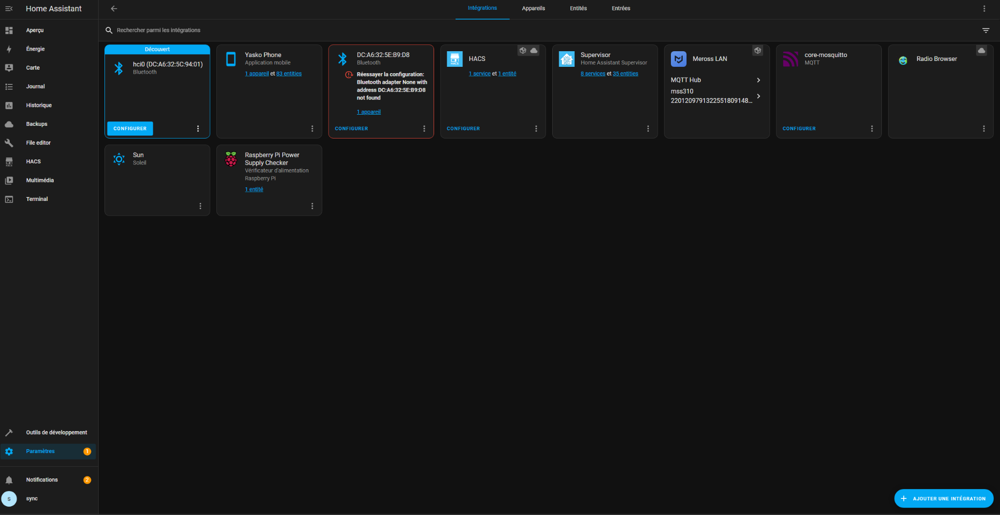 Home Assistant
Aperçu
Énergie
Carte
Journal
Historique
Backups
File editor
HACS
Multimédia
Terminal
Outils de développement
Paramètres
1
Notifications
2
S
sync
Intégrations
Appareils
Entités
Entrées
Rechercher parmi les intégrations
Découvert
hci0 (DC:A6:32:5C:94:01)
Bluetooth
CONFIGURER
Yasko Phone
Application mobile
1 appareil et 83 entities
DC:A6:32:5E:B9:D8
Bluetooth
Réessayer la configuration:
Bluetooth adapter None with
address DC:A6:32:5E:B9:D8
not found
1 appareil
CONFIGURER
HACS
HACS
1 service et 1 entité
CONFIGURER
Supervisor
Home Assistant Supervisor
8 services et 35 entities
Meross LAN
MQTT Hub
mss310
2201209791322551809148...
core-mosquitto
MQTT
CONFIGURER
Radio Browser
Sun
Soleil
Raspberry Pi Power
Supply Checker
Vérificateur d'alimentation
Raspberry Pi
1 entité
AJOUTER UNE INTÉGRATION